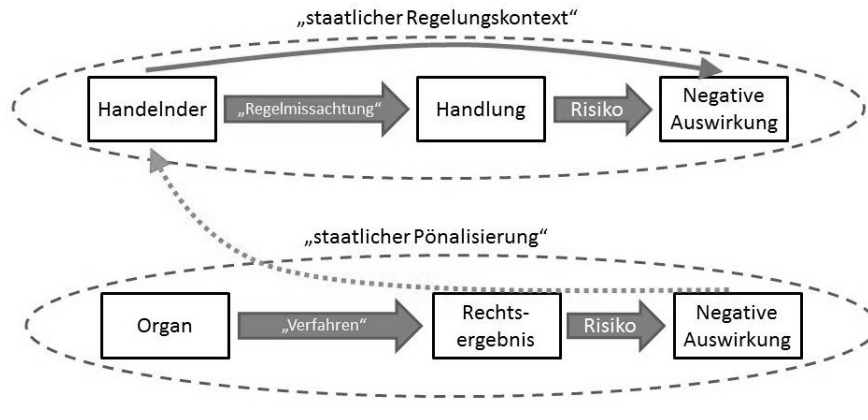 „staatlicher Regelungskontext“
Handelnder
„Regelmissachtung“
Handlung
Risiko
Negative
Auswirkung
„staatlicher Pönalisierung“
Organ
„Verfahren“
Rechts-
ergebnis
Risiko
Negative
Auswirkung